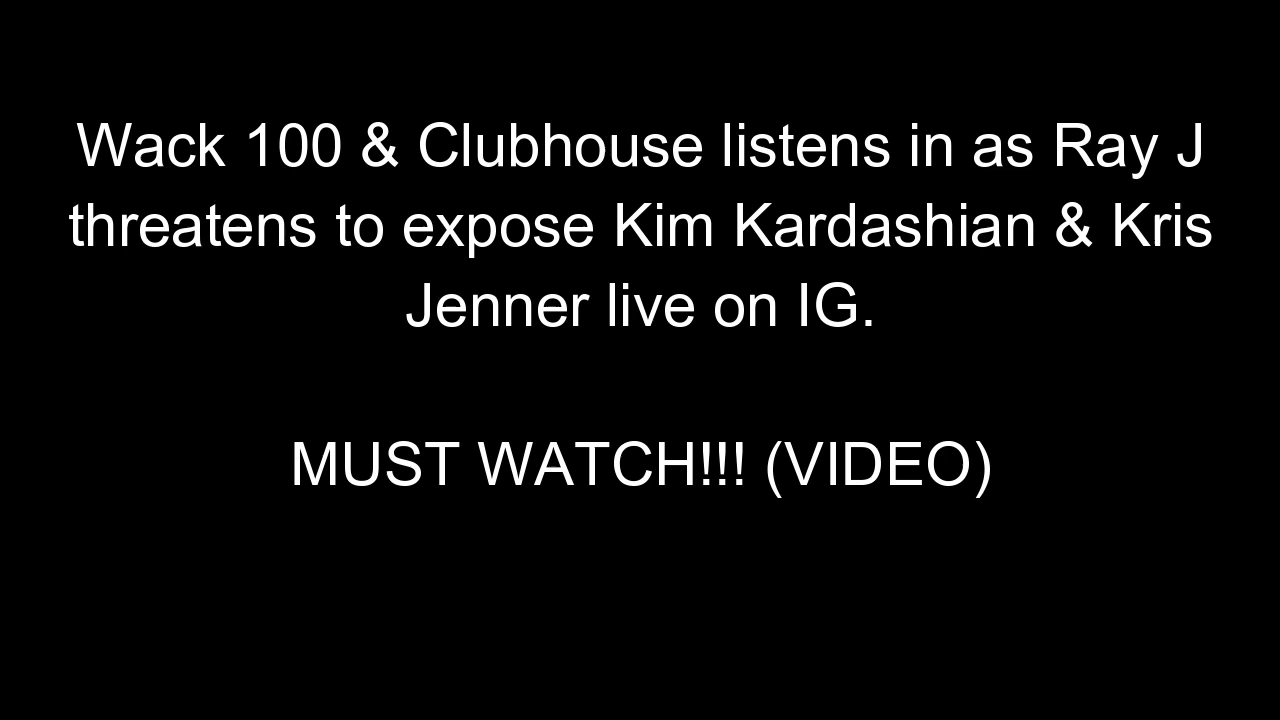 Wack 100 & Clubhouse listens in as Ray J
threatens to expose Kim Kardashian & Kris
Jenner live on IG.
MUST WATCH!!! (VIDEO)